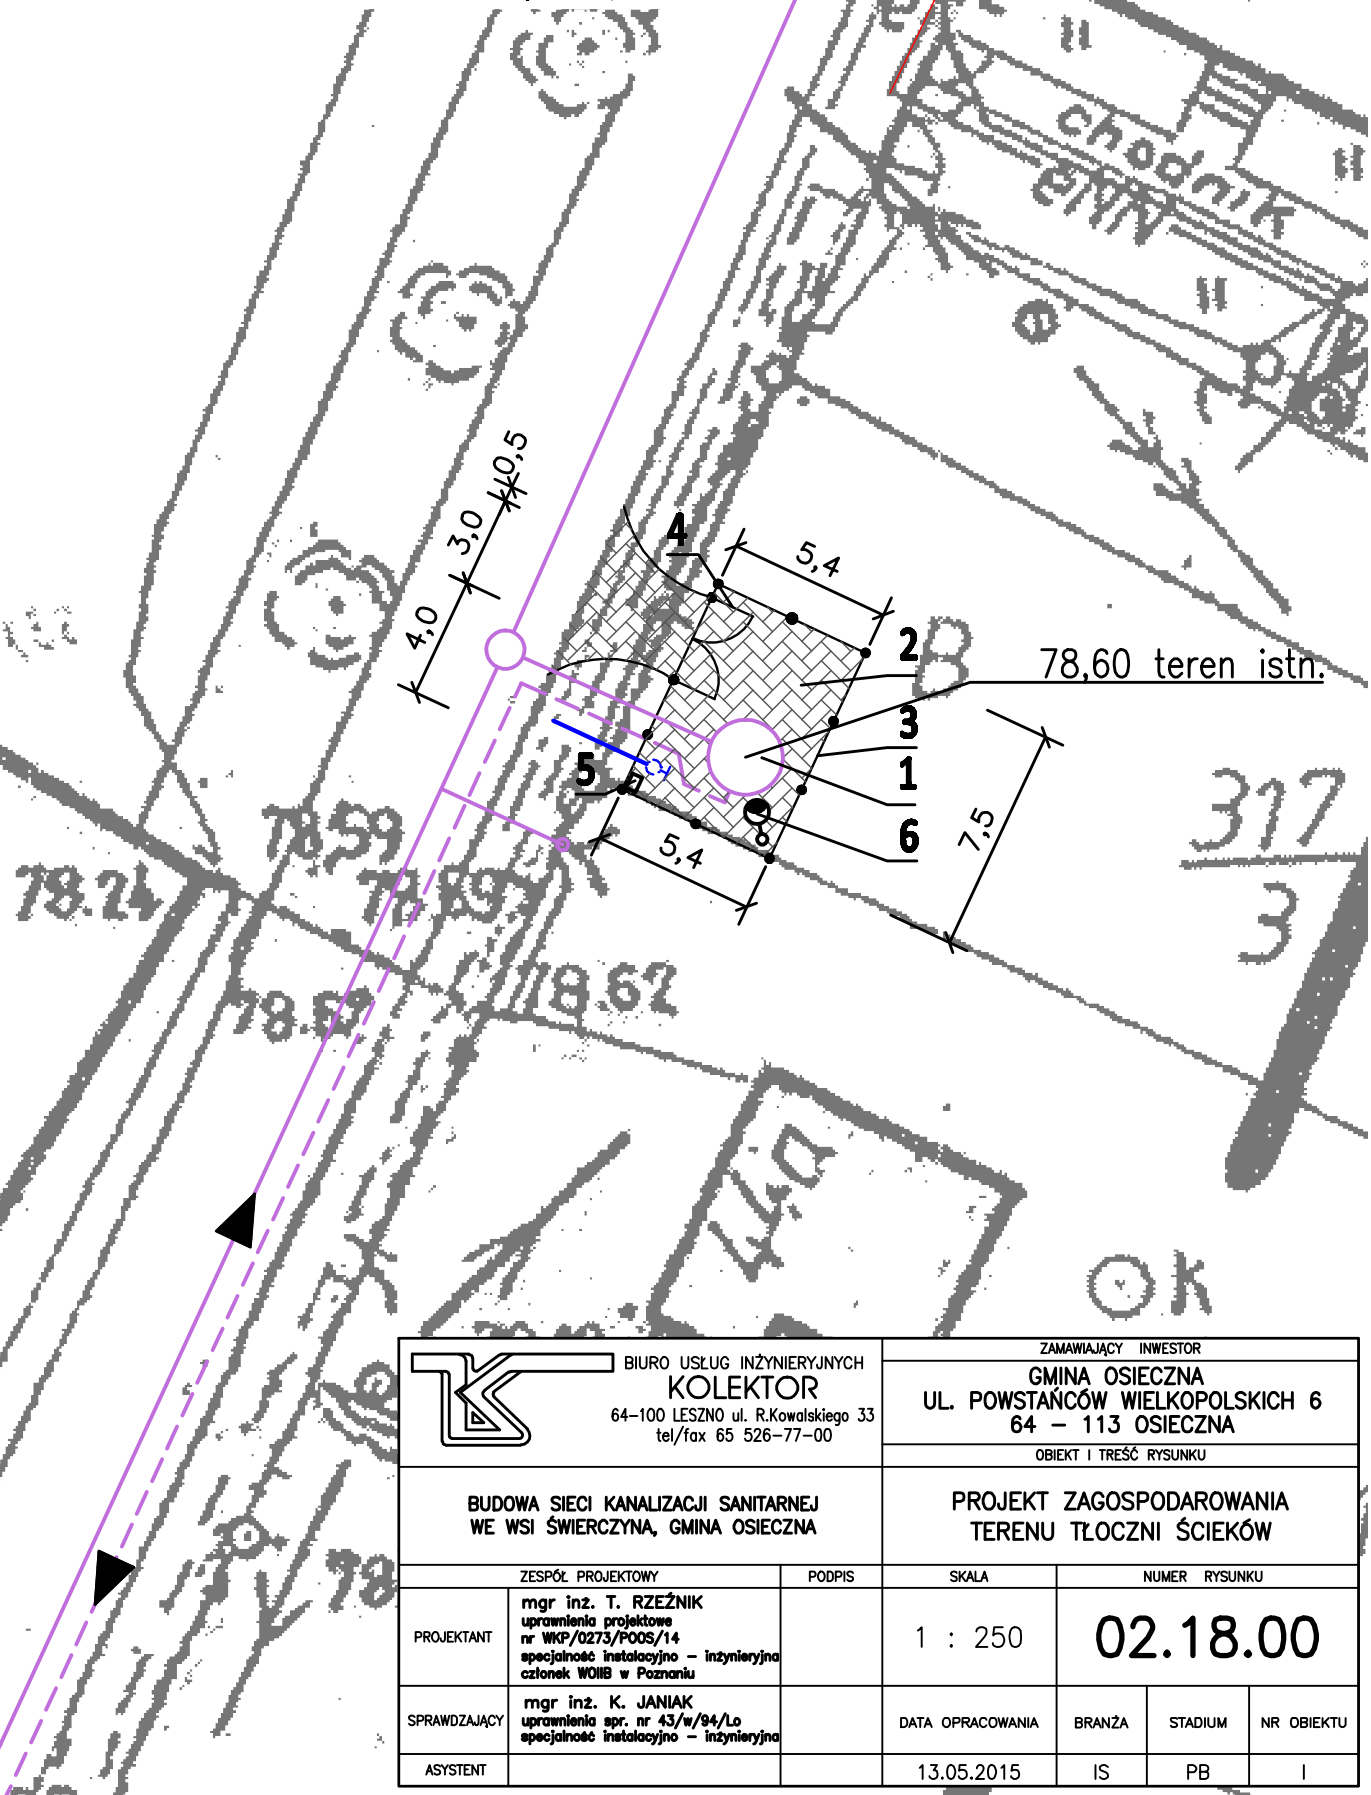 chodnik
eNN
0,5
3,0
4,0
4
5,4
2
B
78,60 teren istn.
3
1
5
6
5,4
7,5
317
3
78,59
78.24
78.62
44a
K
78
BIURO USŁUG INŻYNIERYJNYCH
KOLEKTOR
64-100 LESZNO ul. R.Kowalskiego 33
tel/fax 65 526-77-00
ZAMAWIAJĄCY INWESTOR
GMINA OSIECZNA
UL. POWSTAŃCÓW WIELKOPOLSKICH 6
64 - 113 OSIECZNA
OBIEKT I TREŚĆ RYSUNKU
BUDOWA SIECI KANALIZACJI SANITARNEJ
WE WSI ŚWIERCZYNA, GMINA OSIECZNA
PROJEKT ZAGOSPODAROWANIA
TERENU TŁOCZNI ŚCIEKÓW
ZESPÓŁ PROJEKTOWY
PODPIS
SKALA
NUMER RYSUNKU
PROJEKTANT
mgr inż. T. RZEŹNIK
uprawnienia projektowe
nr WKP/0273/POOS/14
specjalność instalacyjno - inżynieryjna
członek WOIIB w Poznaniu
1 : 250
02.18.00
SPRAWDZAJĄCY
mgr inż. K. JANIAK
uprawnienia spr. nr 43/w/94/Lo
specjalność instalacyjno - inżynieryjna
DATA OPRACOWANIA
BRANŻA
STADIUM
NR OBIEKTU
ASYSTENT
13.05.2015
IS
PB
I